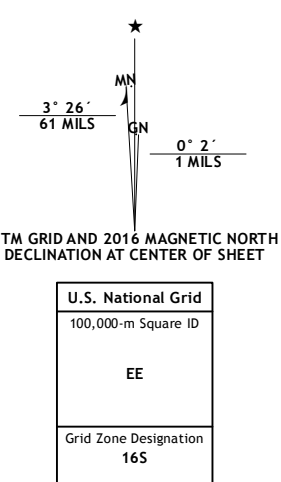 ★
MN
3° 26´
61 MILS
GN
0° 2´
1 MILS
TM GRID AND 2016 MAGNETIC NORTH
DECLINATION AT CENTER OF SHEET
U.S. National Grid
100,000-m Square ID
EE
Grid Zone Designation
16S